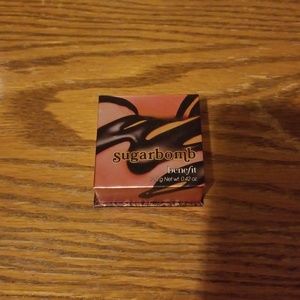 sugarbomb
benefit
g Net wt. 0.42 oz.